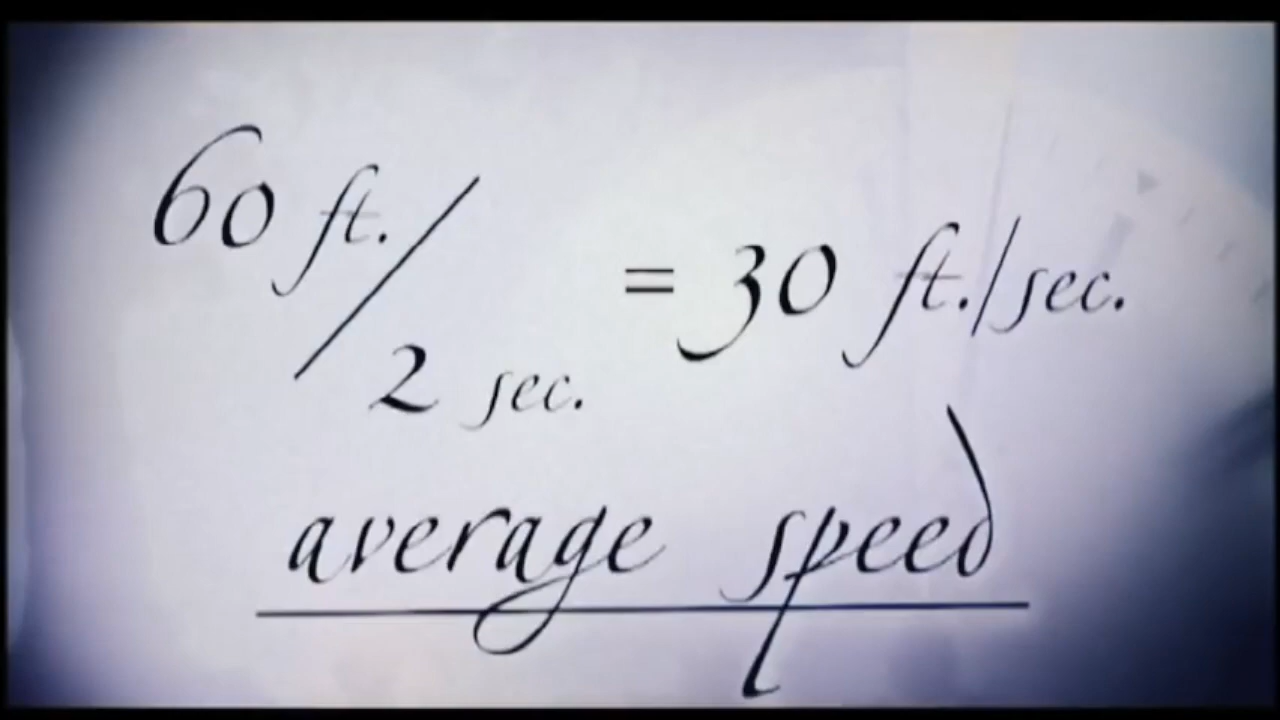 60 ft./2 sec. = 30 ft./sec.
average speed